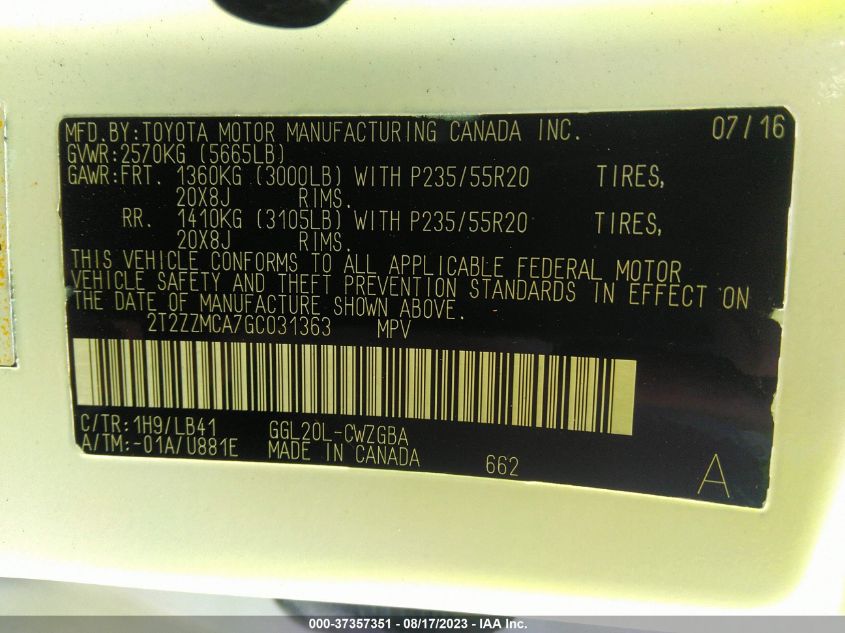 MFD.BY:TOYOTA MOTOR MANUFACTURING CANADA INC. 07/16
GVWR:2570KG (5665LB)
GAWR:FRT. 1360KG (3000LB) WITH P235/55R20 TIRES,
20X8J RIMS.
RR. 1410KG (3105LB) WITH P235/55R20 TIRES,
20X8J RIMS.
THIS VEHICLE CONFORMS TO ALL APPLICABLE FEDERAL MOTOR
VEHICLE SAFETY AND THEFT PREVENTION STANDARDS IN EFFECT ON
THE DATE OF MANUFACTURE SHOWN ABOVE.
2T2ZZMCA7GC031363 MPV
C/TR:1H9/LB41 GGL20L-CWZGBA
A/TM:-01A/U881E MADE IN CANADA 662 A
000-37357351 - 08/17/2023 - © IAA Inc.